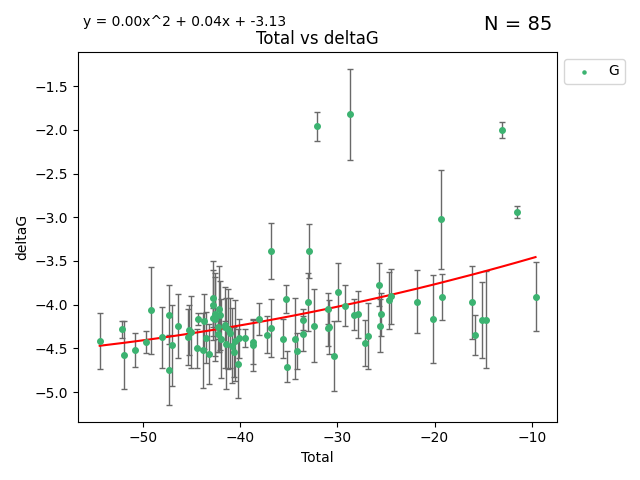 y = 0.00x^2 + 0.04x + -3.13
N = 85
Total vs deltaG
G
deltaG
−1.5
−2.0
−2.5
−3.0
−3.5
−4.0
−4.5
−5.0
−50
−40
−30
−20
−10
Total